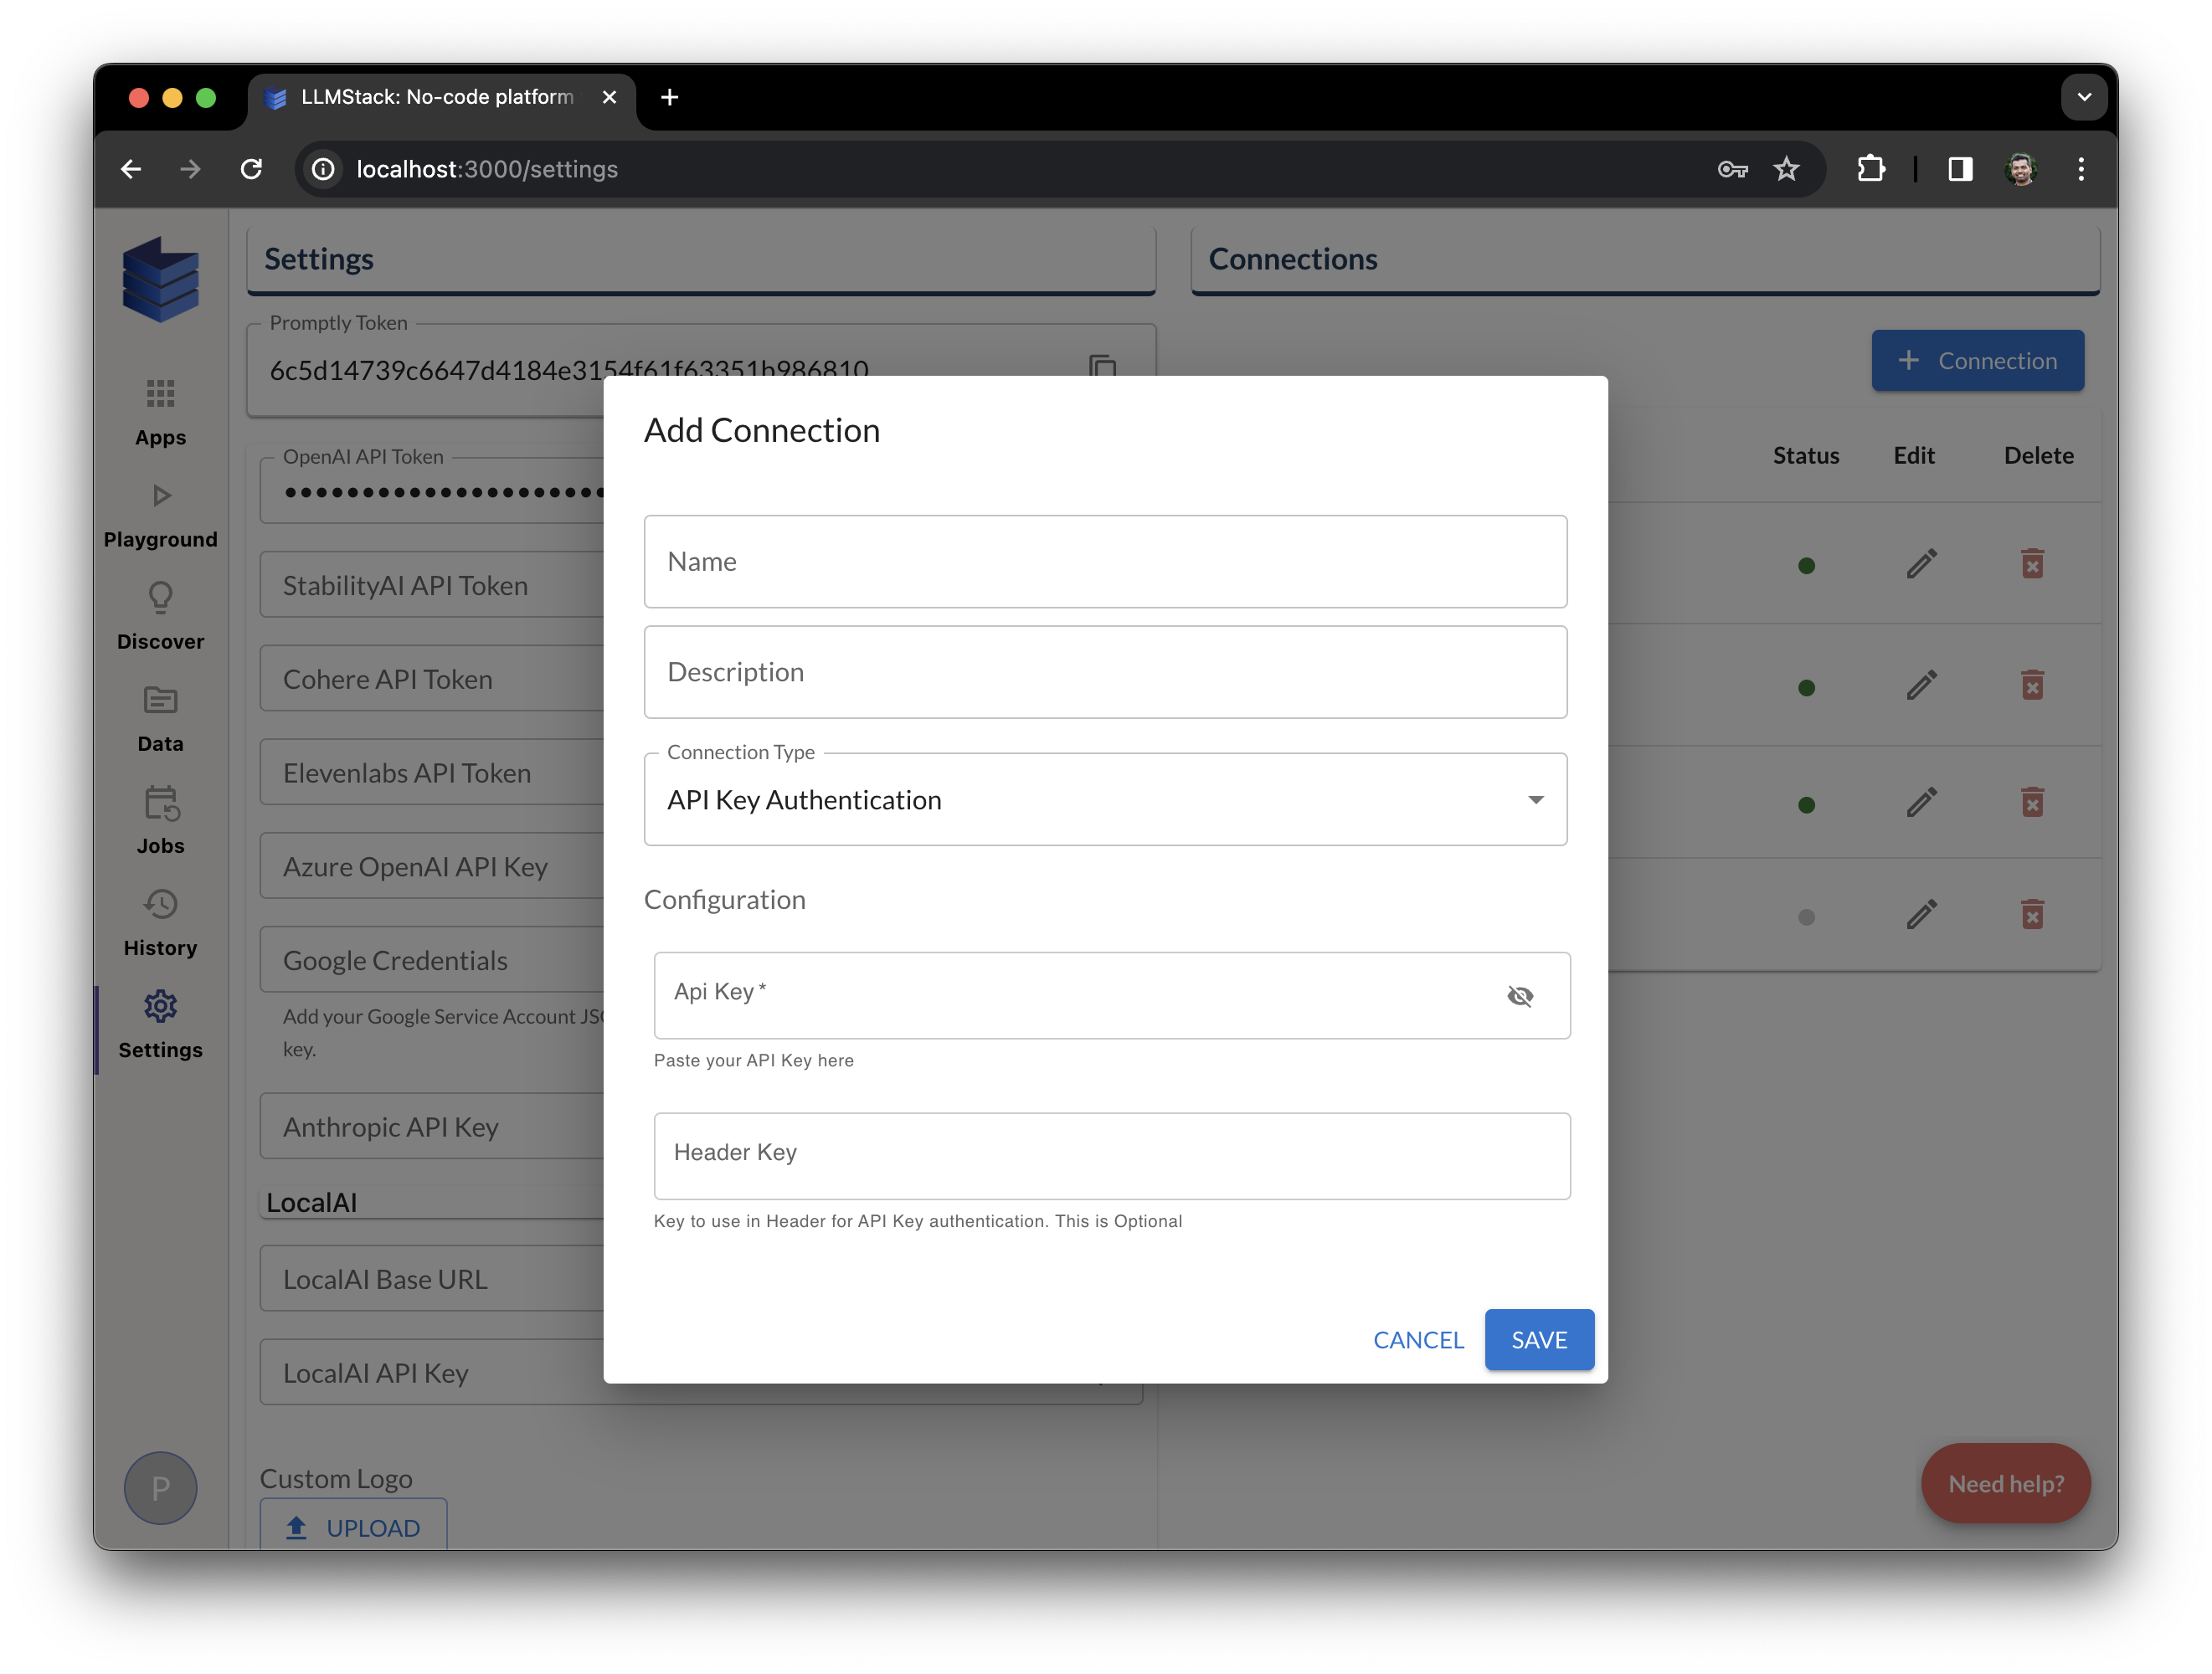 LLMStack: No-code platform
localhost:3000/settings
Settings
Connections
Promptly Token
6c5d14739c6647d4184e3154f61f63351b986810
+ Connection
Apps
Playground
Discover
Data
Jobs
History
Settings
P
OpenAI API Token
StabilityAI API Token
Cohere API Token
Elevenlabs API Token
Azure OpenAI API Key
Google Credentials
Add your Google Service Account
key.
Anthropic API Key
LocalAI
LocalAI Base URL
LocalAI API Key
Custom Logo
UPLOAD
Status Edit Delete
Add Connection
Name
Description
Connection Type
API Key Authentication
Configuration
Api Key *
Paste your API Key here
Header Key
Key to use in Header for API Key authentication. This is Optional
CANCEL SAVE
Need help?